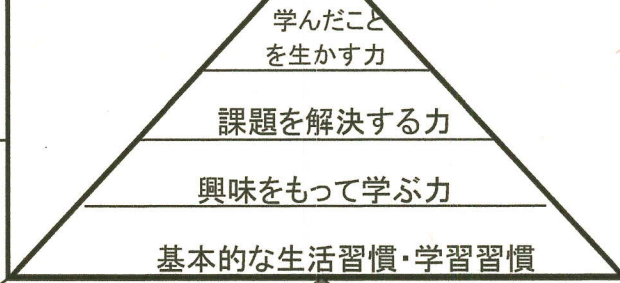 学んだこと
を生かす力
課題を解決する力
興味をもって学ぶ力
基本的な生活習慣・学習習慣